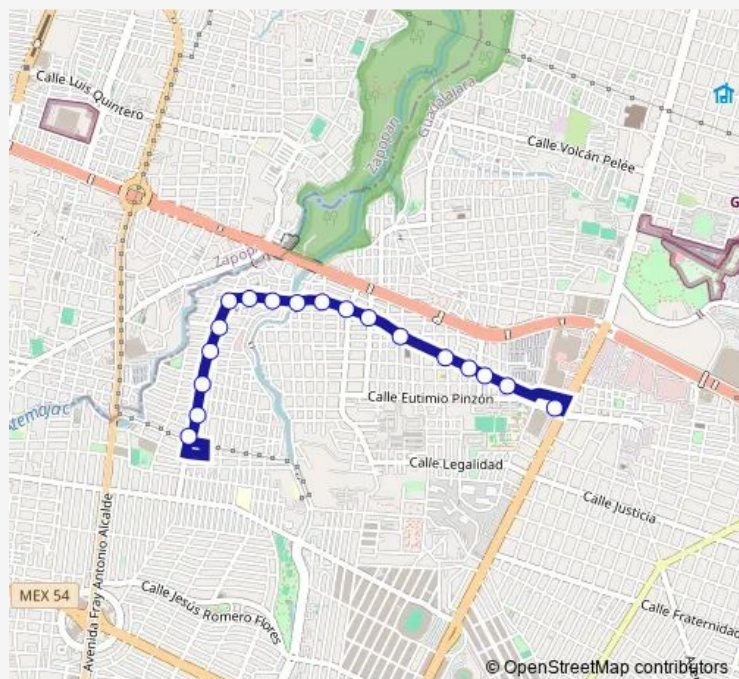 Calle Luis Quintero
Zapopan
Guadalajara
Calle Volcán Pelée
Zapopa
G
Calle Eutimio Pinzón
Atemajac
Calle Legalidad
Calle Justicia
Avenida Fray Antonio Alcalde
MEX 54
Calle Jesús Romero Flores
Calle Fraternidad
© OpenStreetMap contributors